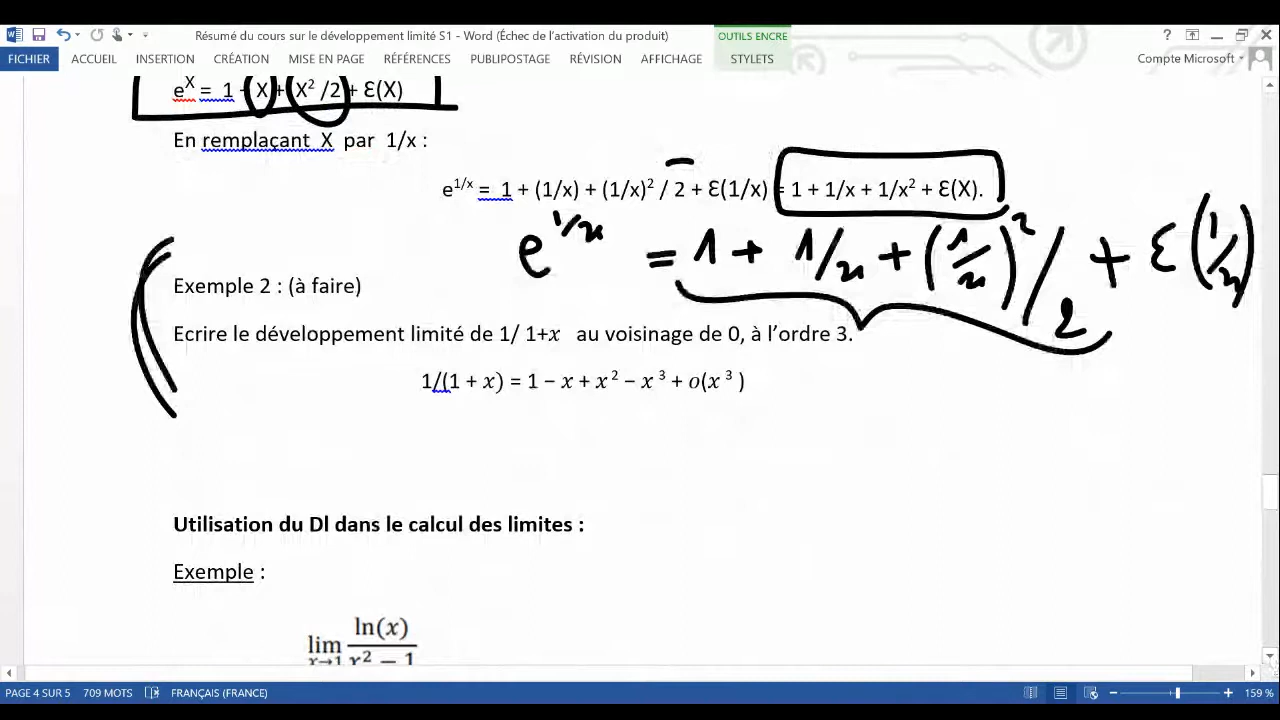 Résumé du cours sur le développement limité S1 - Word (Échec de l'activation du produit)
OUTILS ENCRE
FICHIER ACCUEIL INSERTION CRÉATION MISE EN PAGE RÉFÉRENCES PUBLIPOSTAGE RÉVISION AFFICHAGE STYLETS Compte Microsoft
eˣ = 1 + X + (X² /2) + Ɛ(X)
En remplaçant X par 1/x :
e^{1/x} = 1 + (1/x) + (1/x)² / 2 + Ɛ(1/x) = 1 + 1/x + 1/x² + Ɛ(X).
e^{1/x} = 1 + 1/x + (1/x)²/2 + Ɛ(1/x)
Exemple 2 : (à faire)
Ecrire le développement limité de 1/ 1+x au voisinage de 0, à l'ordre 3.
1/(1 + x) = 1 − x + x² − x³ + o(x³ )
Utilisation du Dl dans le calcul des limites :
Exemple :
lim x→1 ln(x) / x² − 1
PAGE 4 SUR 5 709 MOTS FRANÇAIS (FRANCE) 159 %